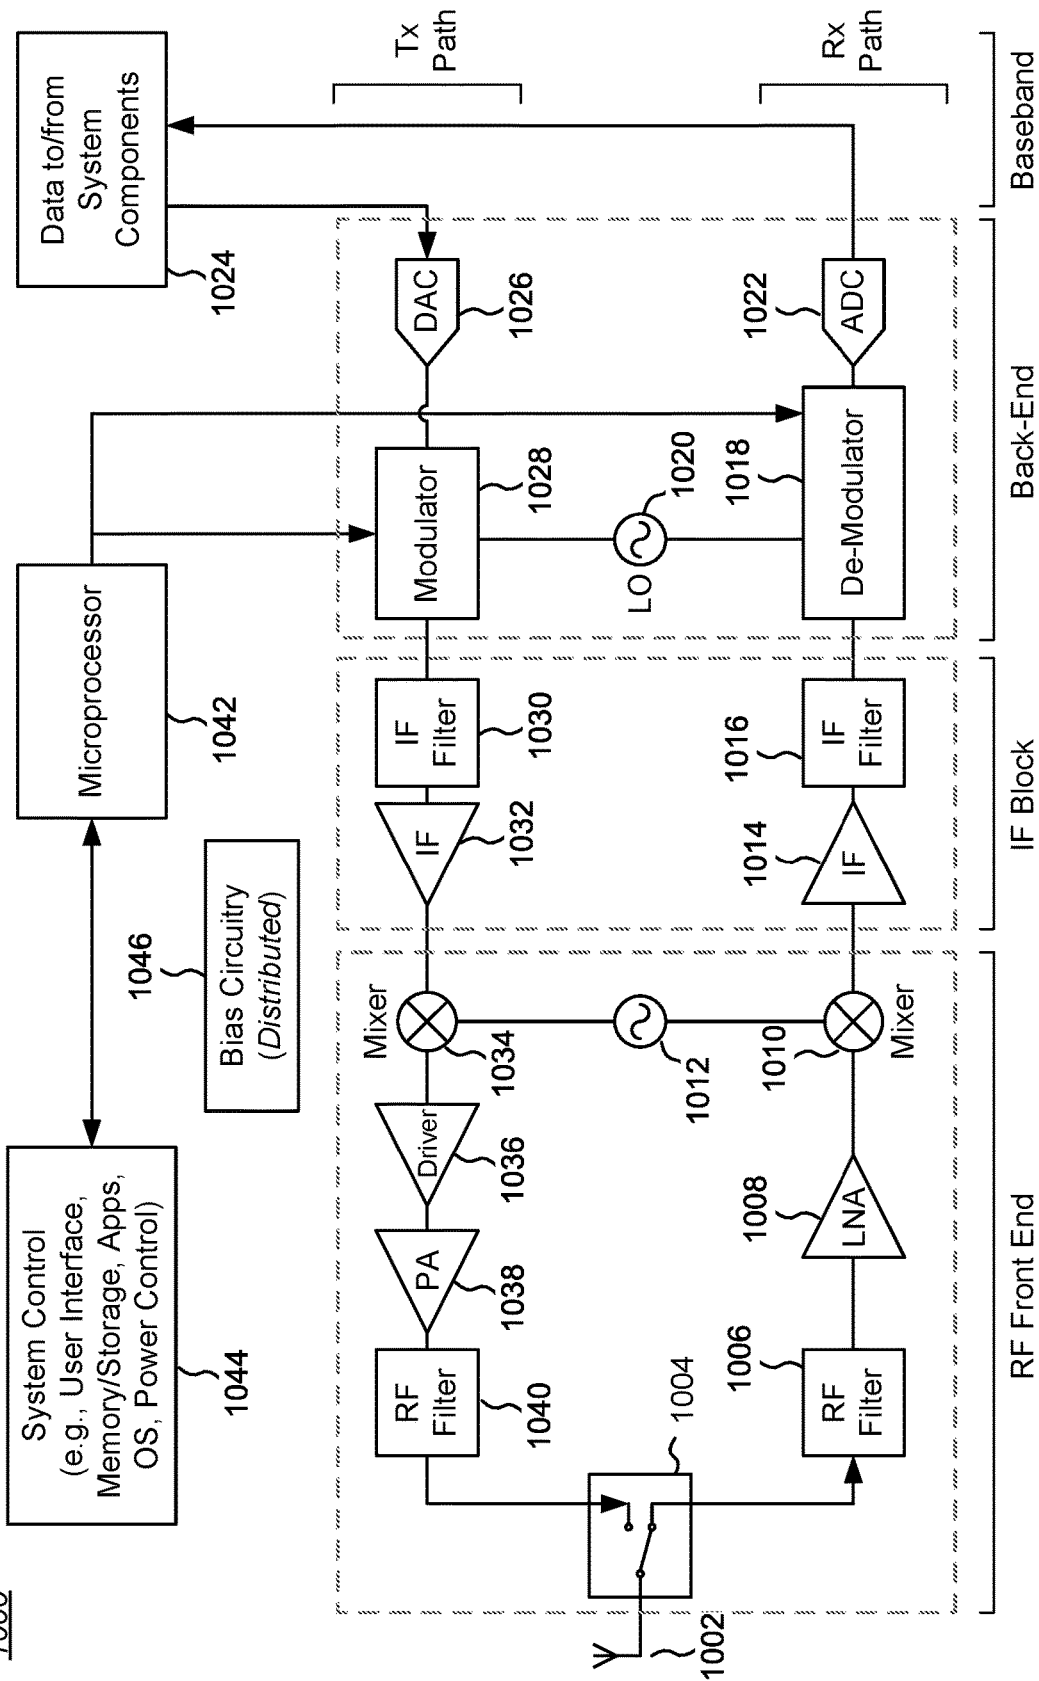 System Control
(e.g., User Interface,
Memory/Storage, Apps,
OS, Power Control)
1044
Microprocessor
1042
Data to/from
System
Components
1024
1046
Bias Circuitry
(Distributed)
Mixer
1034
Driver
1036
PA
1038
RF
Filter
1040
IF
1032
IF
Filter
1030
Modulator
1028
DAC
1026
Tx
Path
1002
1004
1012
LO
1020
1006
RF
Filter
1008
LNA
1010
Mixer
1014
IF
1016
IF
Filter
1018
De-Modulator
1022
ADC
Rx
Path
RF Front End
IF Block
Back-End
Baseband